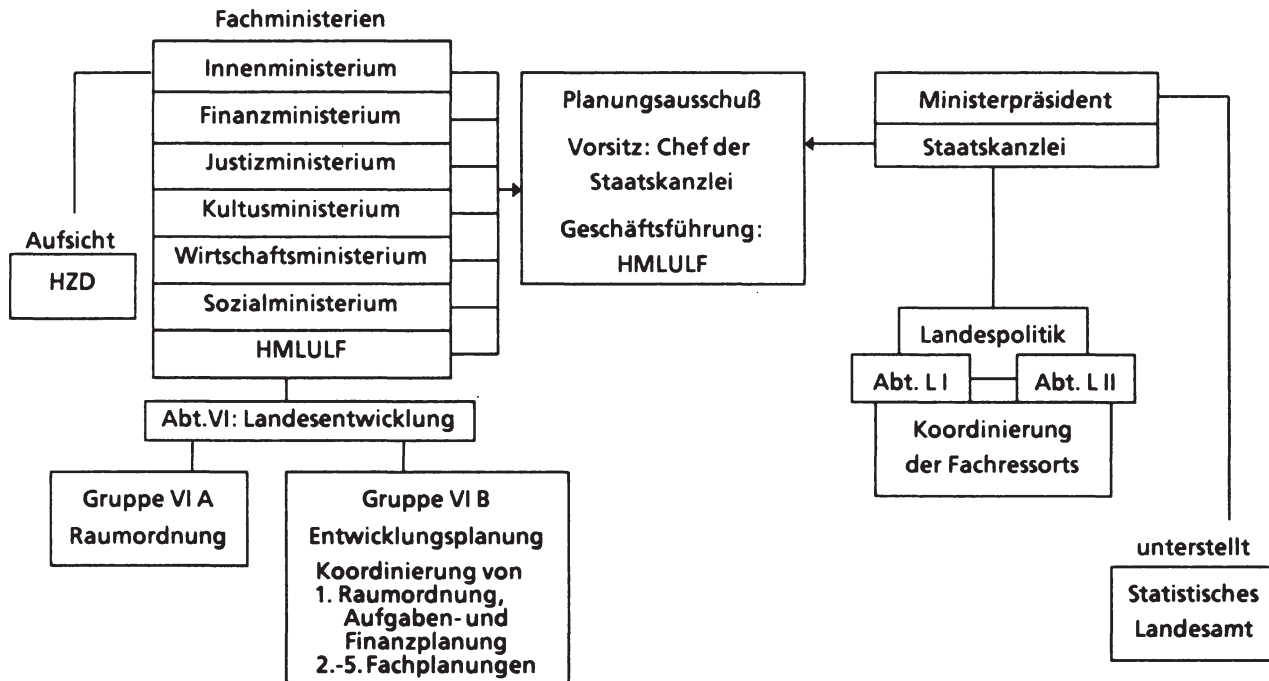 Fachministerien
Innenministerium
Finanzministerium
Justizministerium
Kultusministerium
Wirtschaftsministerium
Sozialministerium
HMLULF
Aufsicht
HZD
Planungsausschuß
Vorsitz: Chef der
Staatskanzlei
Geschäftsführung:
HMLULF
Ministerpräsident
Staatskanzlei
Landespolitik
Abt. L I
Abt. L II
Koordinierung
der Fachressorts
unterstellt
Statistisches
Landesamt
Abt.VI: Landesentwicklung
Gruppe VI A
Raumordnung
Gruppe VI B
Entwicklungsplanung
Koordinierung von
1. Raumordnung,
Aufgaben- und
Finanzplanung
2.-5. Fachplanungen